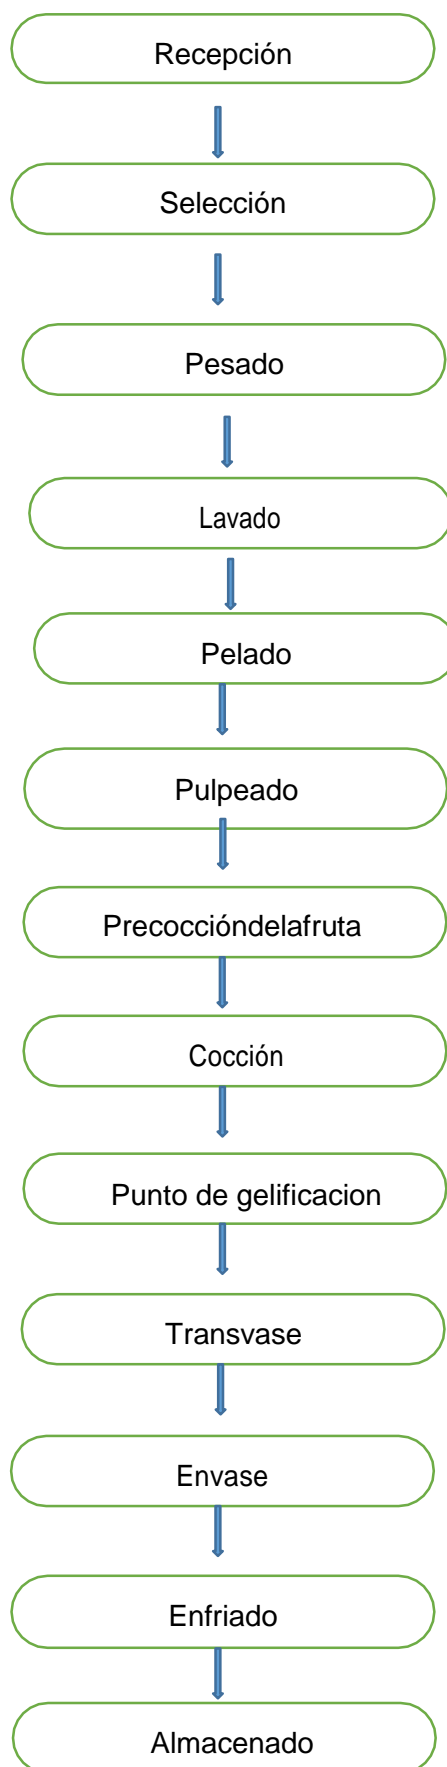 Recepción
Selección
Pesado
Lavado
Pelado
Pulpeado
Precoccióndelafruta
Cocción
Punto de gelificacion
Transvase
Envase
Enfriado
Almacenado